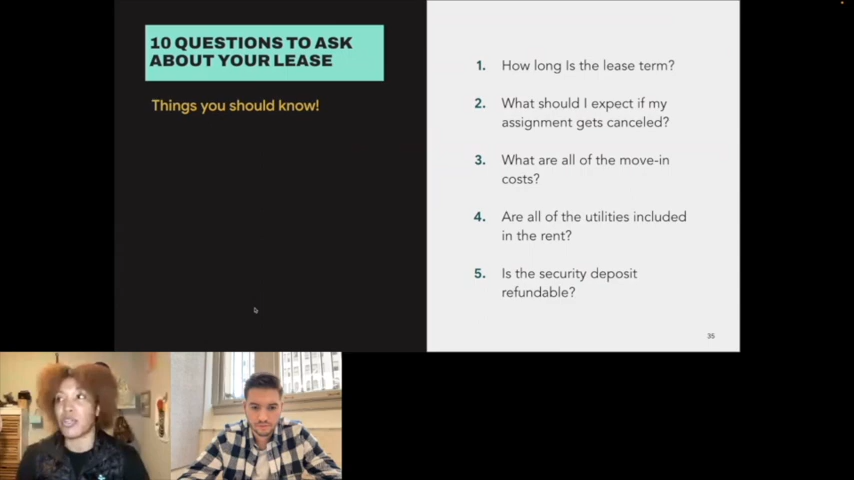 10 QUESTIONS TO ASK
ABOUT YOUR LEASE
Things you should know!
1. How long Is the lease term?
2. What should I expect if my
assignment gets canceled?
3. What are all of the move-in
costs?
4. Are all of the utilities included
in the rent?
5. Is the security deposit
refundable?
35